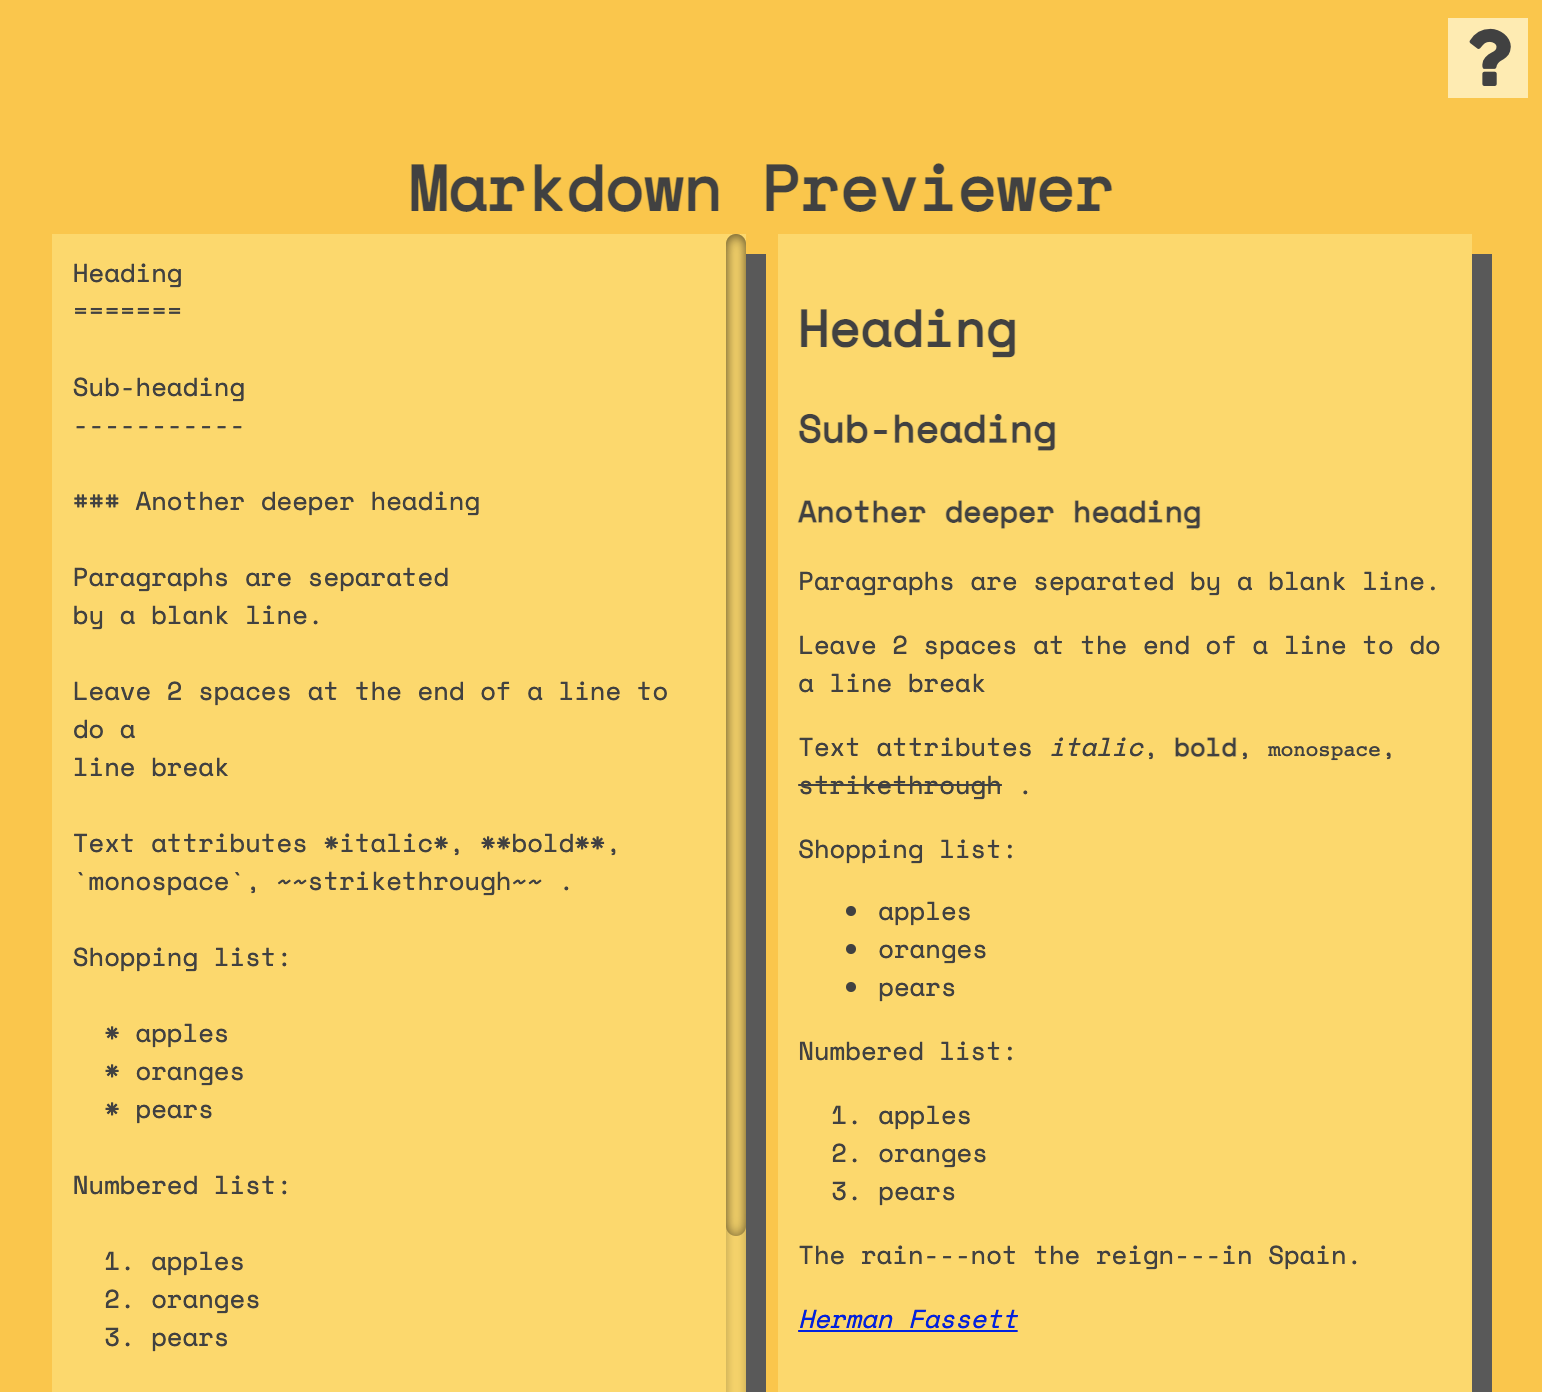 ?
Markdown Previewer
Heading
=======
Sub-heading
-----------
### Another deeper heading
Paragraphs are separated
by a blank line.
Leave 2 spaces at the end of a line to
do a
line break
Text attributes *italic*, **bold**,
`monospace`, ~~strikethrough~~ .
Shopping list:
* apples
* oranges
* pears
Numbered list:
1. apples
2. oranges
3. pears
Heading
Sub-heading
Another deeper heading
Paragraphs are separated by a blank line.
Leave 2 spaces at the end of a line to do
a line break
Text attributes italic, bold, monospace,
strikethrough .
Shopping list:
• apples
• oranges
• pears
Numbered list:
1. apples
2. oranges
3. pears
The rain---not the reign---in Spain.
Herman Fassett